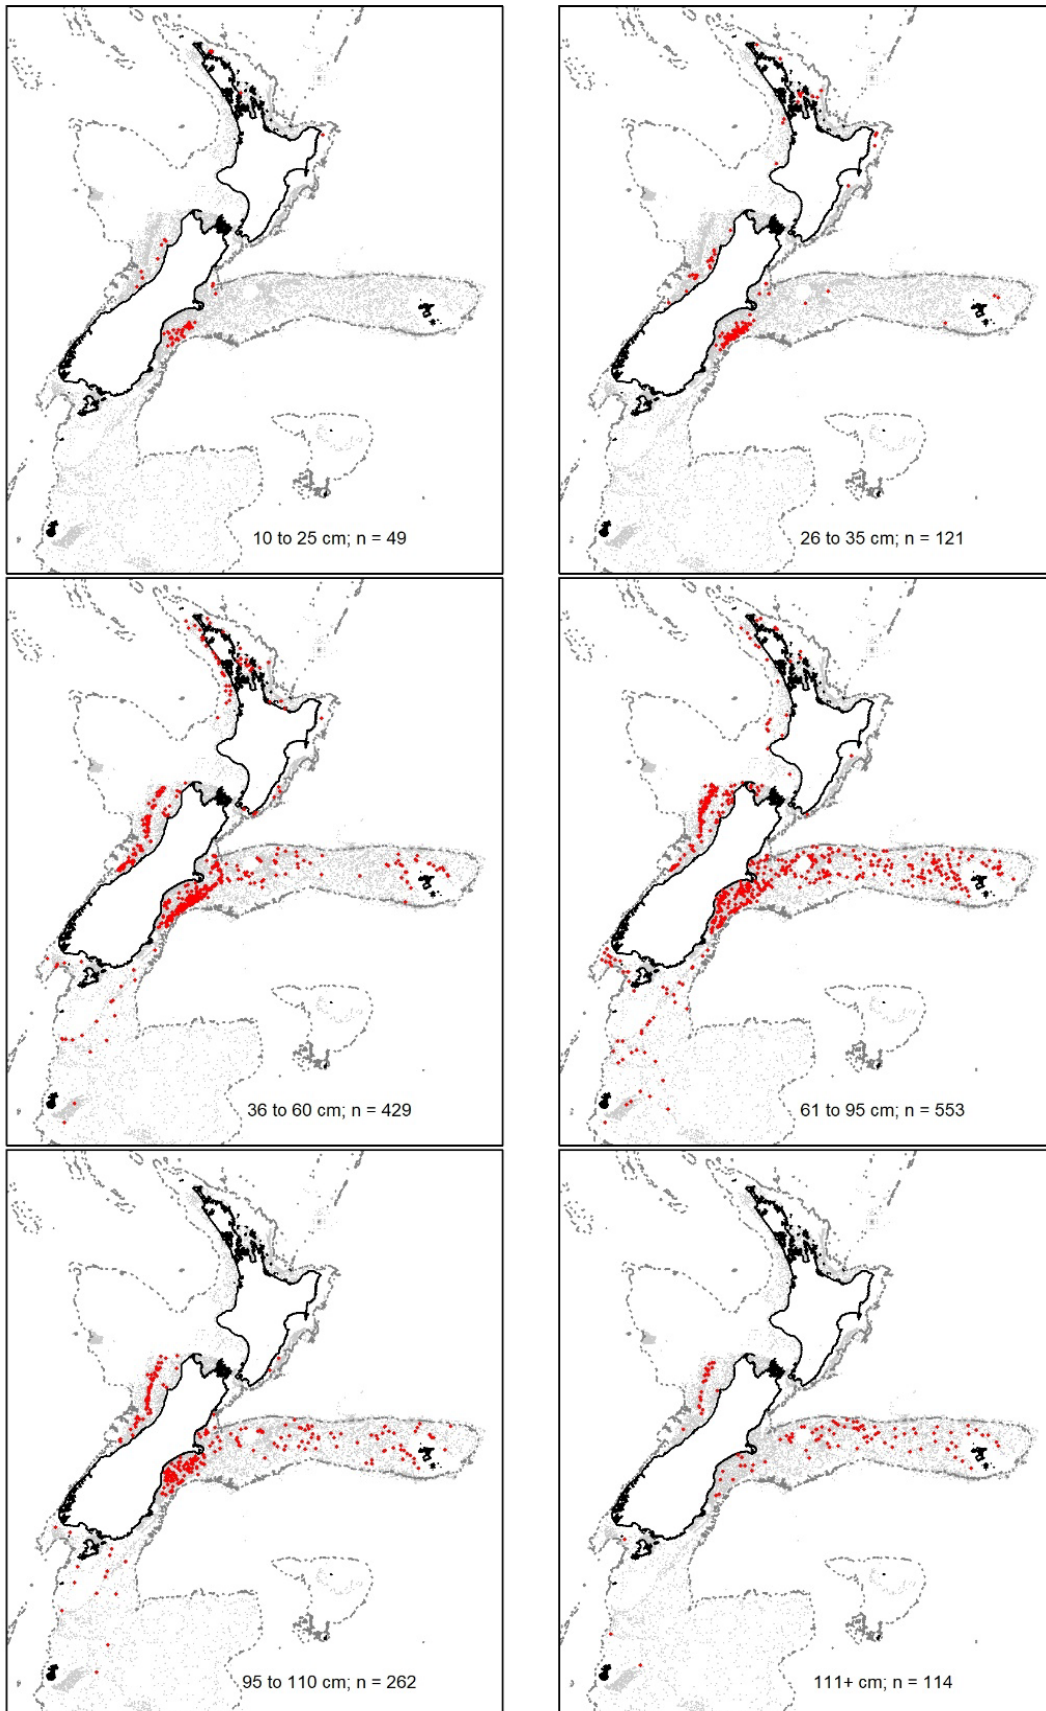 10 to 25 cm; n = 49
26 to 35 cm; n = 121
36 to 60 cm; n = 429
61 to 95 cm; n = 553
95 to 110 cm; n = 262
111+ cm; n = 114